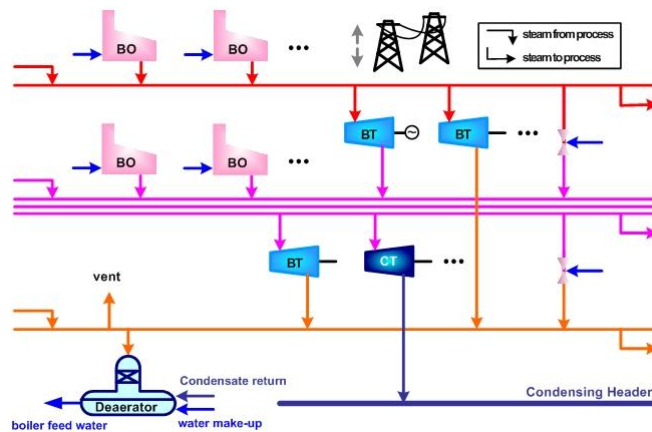 BO
BO
...
steam from process
steam to process
BT
~
BT
...
BO
BO
...
BT
CT
...
vent
Condensate return
Deaerator
boiler feed water
water make-up
Condensing Header